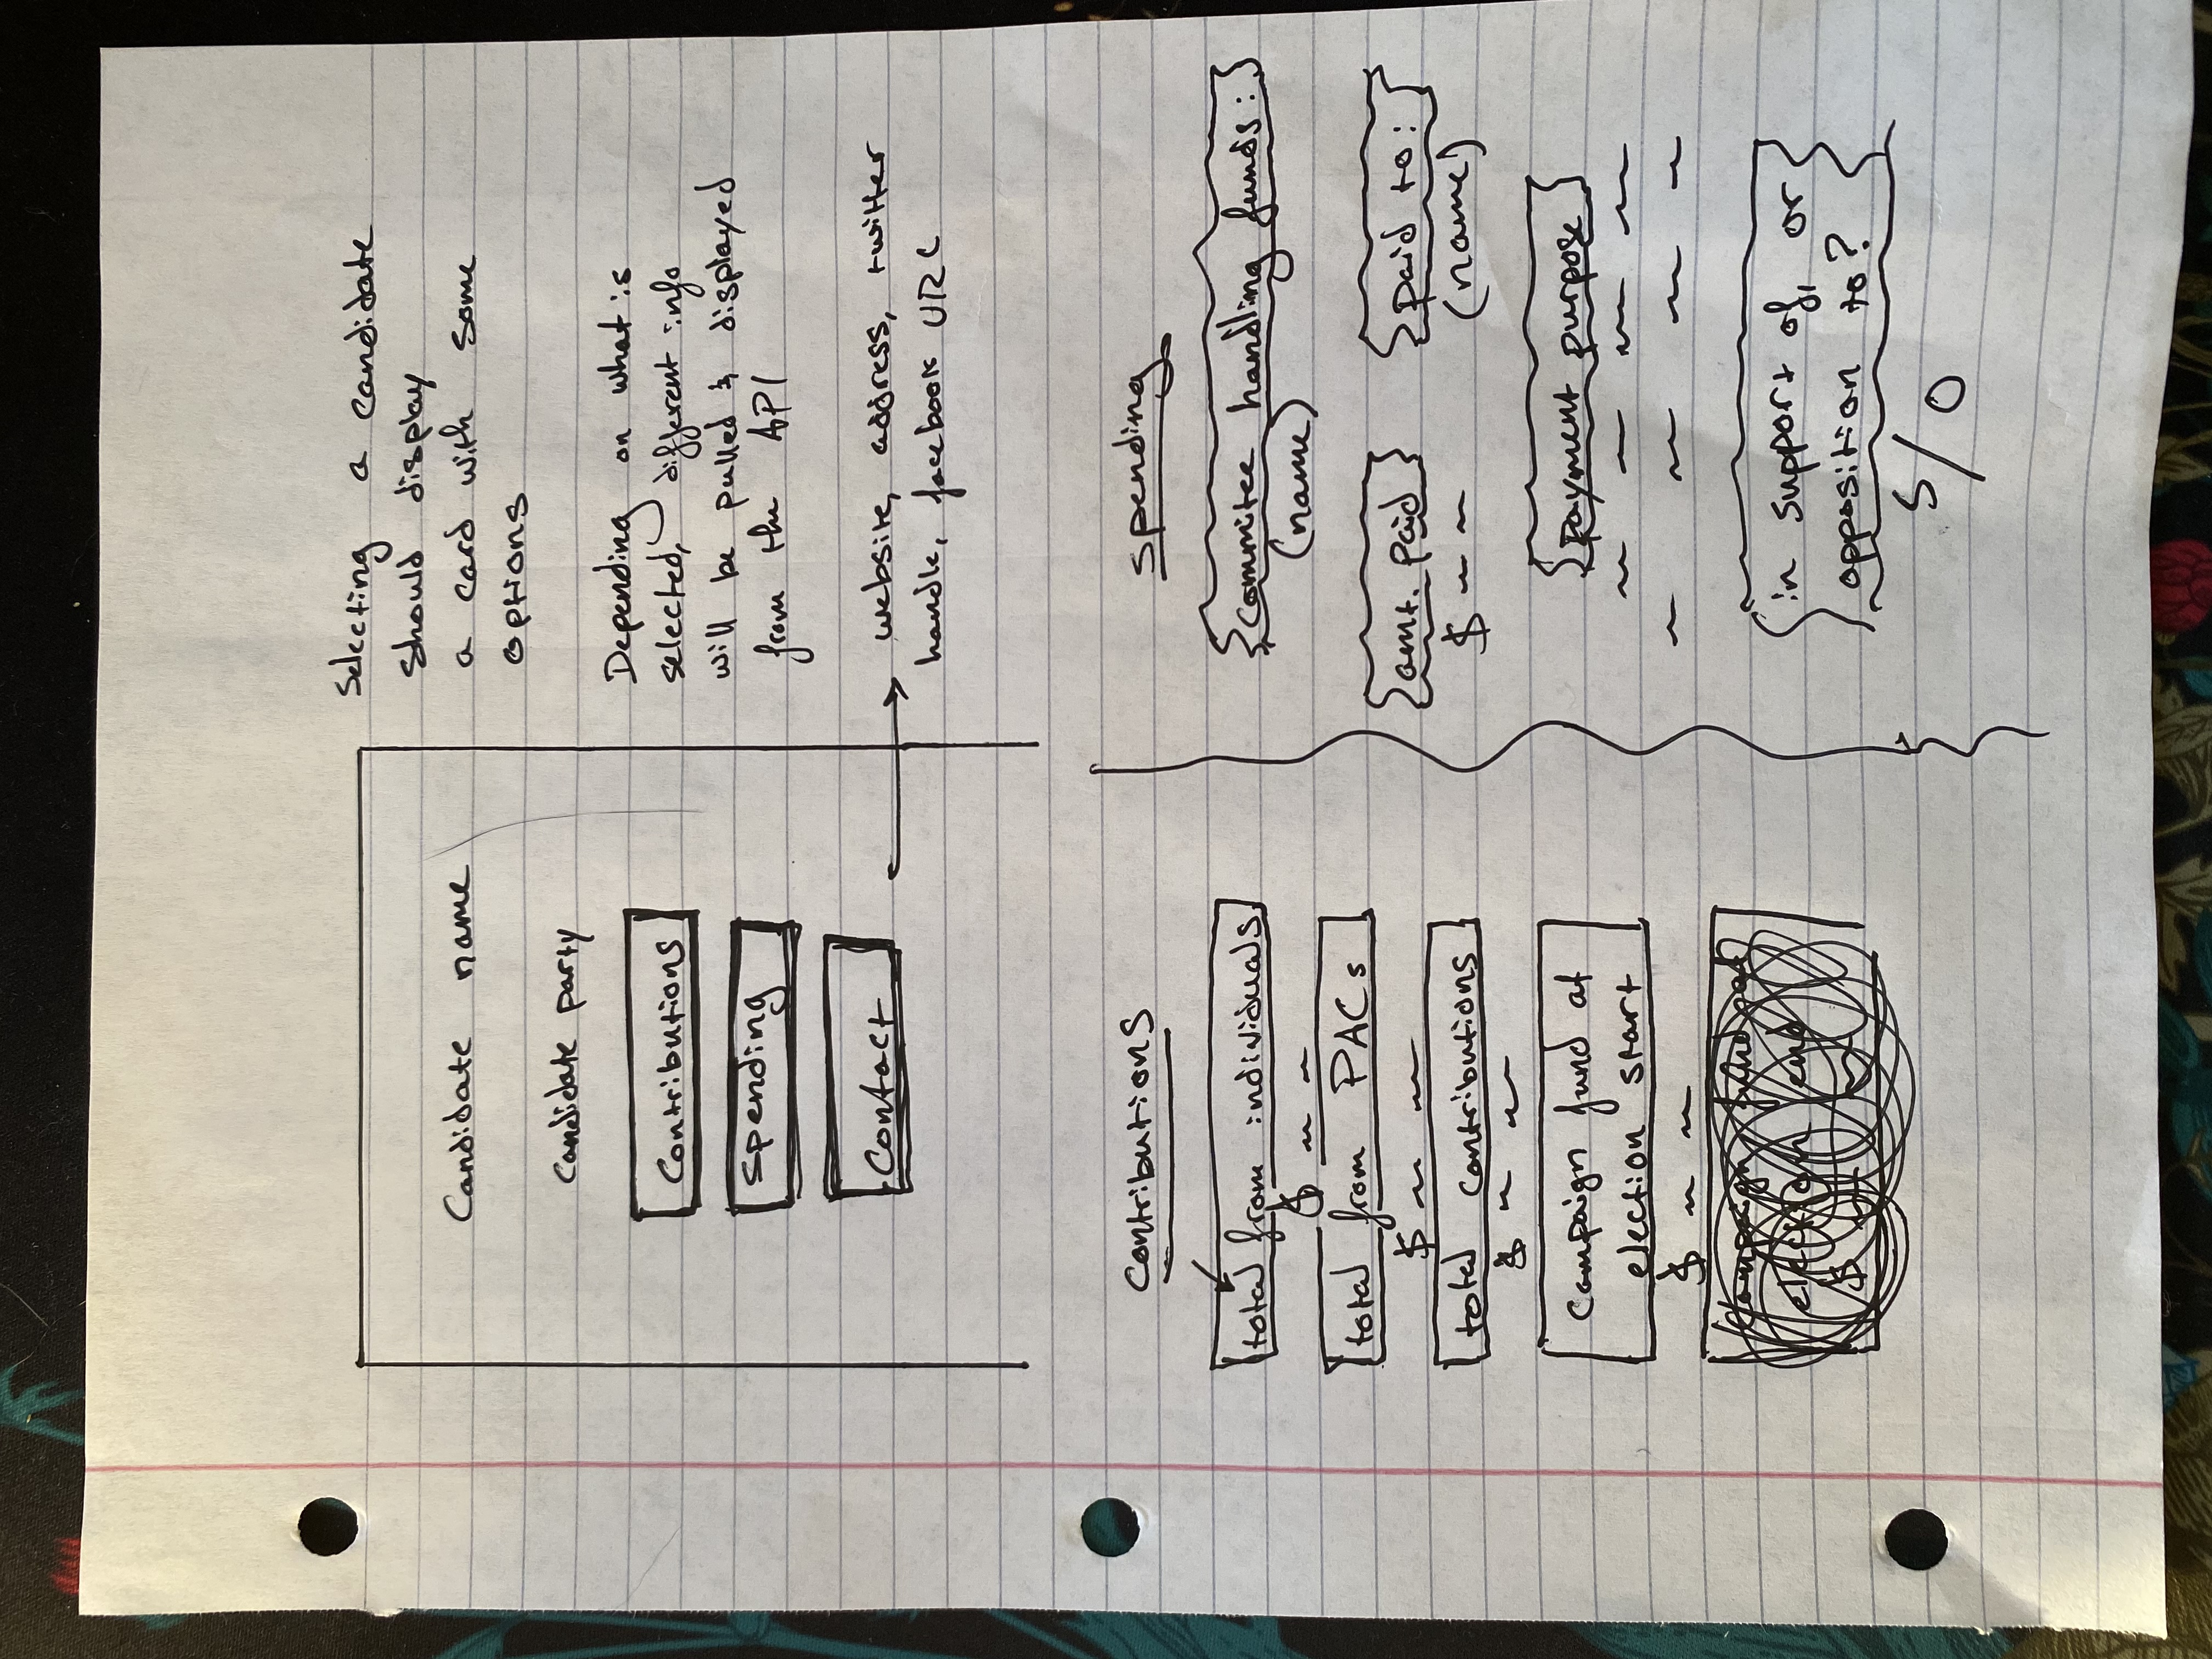 Candidate name
Candidate party
Contributions
Spending
Contact
Selecting a candidate
should display
a card with some
options
Depending on what is
selected, different info
will be pulled & displayed
from the API
website, address, twitter
handle, facebook URL
Contributions
total from individuals
$
total from PACs
$
total contributions
$
Campaign fund at
election start
$
election end
$
Spending
{Commitee handling funds:}
(name)
{amt. paid}
$
{Paid to:}
(name)
{Payment purpose}
{in support of, or
opposition to?}
S/O